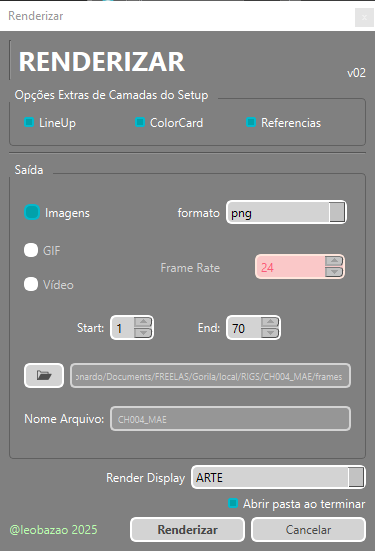 Renderizar
RENDERIZAR
v02
Opções Extras de Camadas do Setup
LineUp ColorCard Referencias
Saída
Imagens formato png
GIF
Frame Rate 24
Vídeo
Start: 1 End: 70
onardo/Documents/FREELAS/Gorila/local/RIGS/CH004_MAE/frames
Nome Arquivo: CH004_MAE
Render Display ARTE
Abrir pasta ao terminar
@leobazao 2025 Renderizar Cancelar